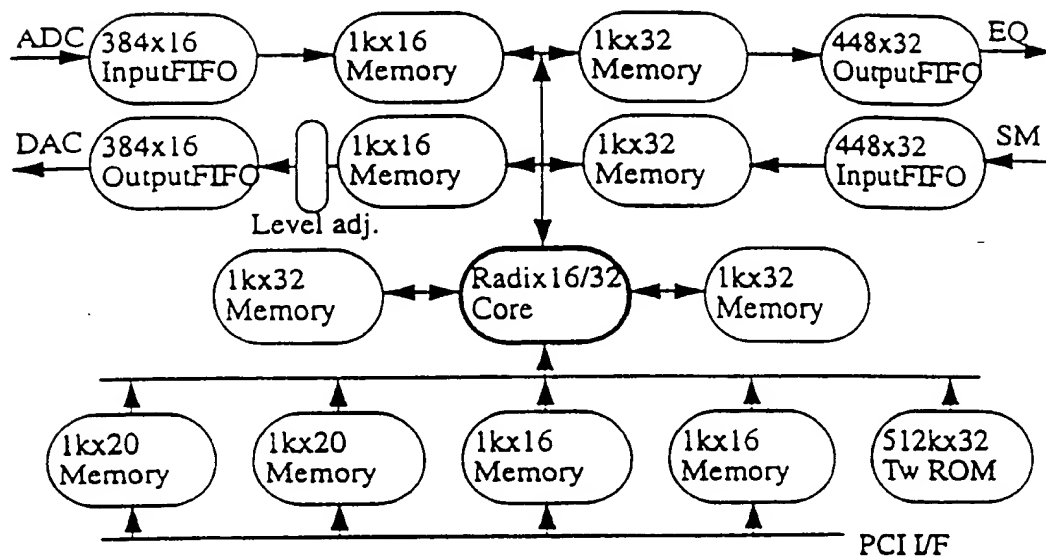 ADC
384x16
InputFIFO
1kx16
Memory
1kx32
Memory
448x32
OutputFIFO
EQ
DAC
384x16
OutputFIFO
Level adj.
1kx16
Memory
1kx32
Memory
448x32
InputFIFO
SM
1kx32
Memory
Radix16/32
Core
1kx32
Memory
1kx20
Memory
1kx20
Memory
1kx16
Memory
1kx16
Memory
512kx32
Tw ROM
PCI I/F